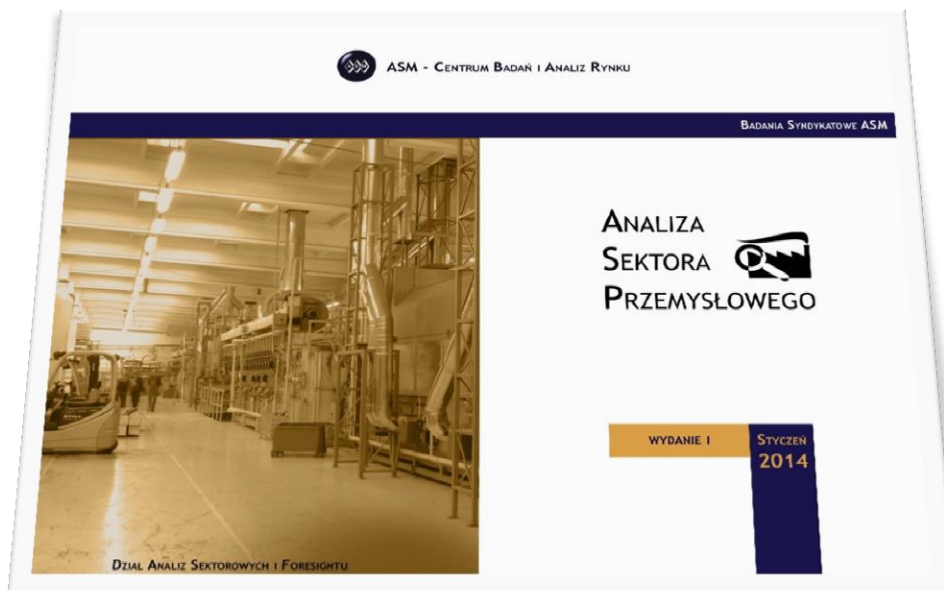 ASM - CENTRUM BADAŃ I ANALIZ RYNKU
BADANIA SYNDYKATOWE ASM
ANALIZA
SEKTORA
PRZEMYSŁOWEGO
WYDANIE I
STYCZEŃ
2014
DZIAŁ ANALIZ SEKTOROWYCH I FORESIGHTU